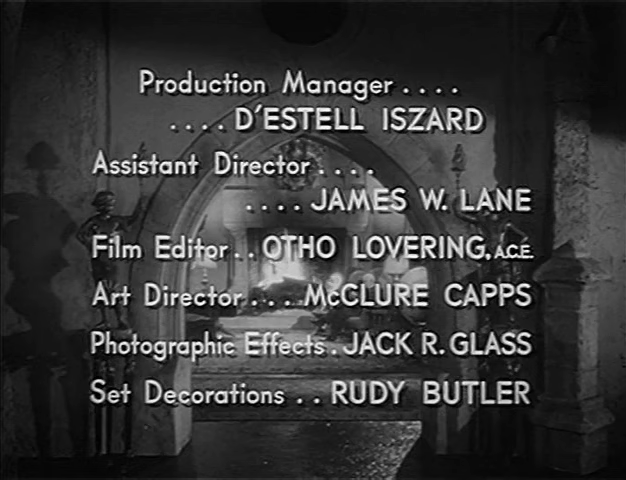 Production Manager . . . .
. . . . D'ESTELL ISZARD
Assistant Director . . . .
. . . . JAMES W. LANE
Film Editor . . OTHO LOVERING, A.C.E.
Art Director . . . McCLURE CAPPS
Photographic Effects . JACK R. GLASS
Set Decorations . . RUDY BUTLER